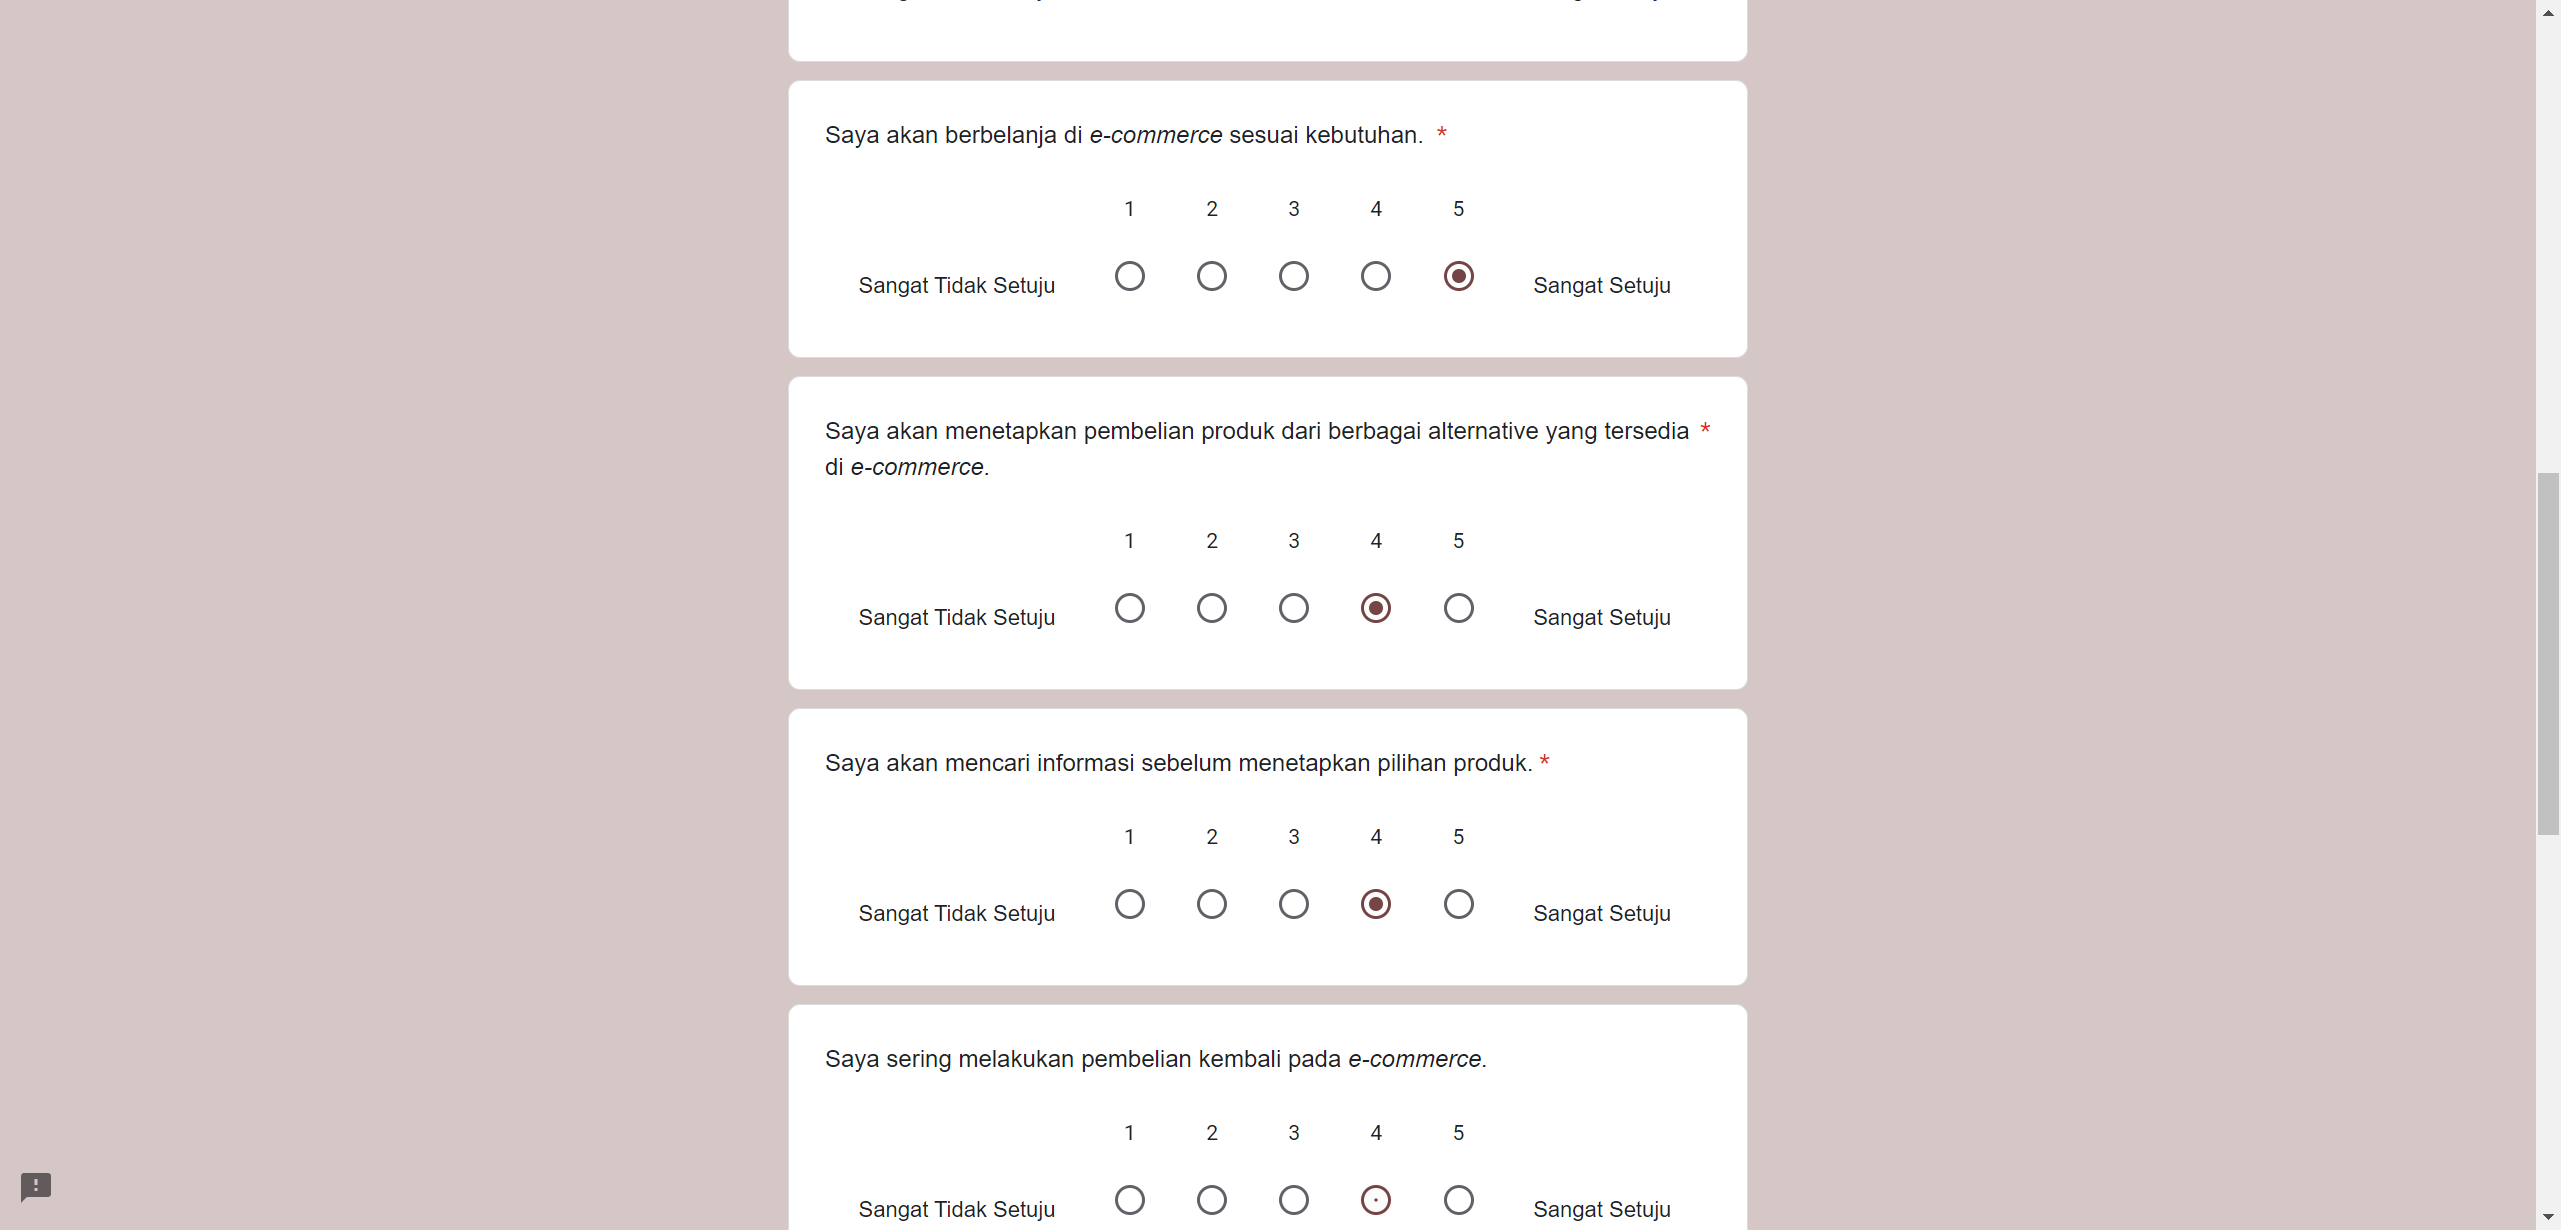 Saya akan berbelanja di e-commerce sesuai kebutuhan. *
1 2 3 4 5
Sangat Tidak Setuju Sangat Setuju
Saya akan menetapkan pembelian produk dari berbagai alternative yang tersedia *
di e-commerce.
1 2 3 4 5
Sangat Tidak Setuju Sangat Setuju
Saya akan mencari informasi sebelum menetapkan pilihan produk. *
1 2 3 4 5
Sangat Tidak Setuju Sangat Setuju
Saya sering melakukan pembelian kembali pada e-commerce.
1 2 3 4 5
Sangat Tidak Setuju Sangat Setuju